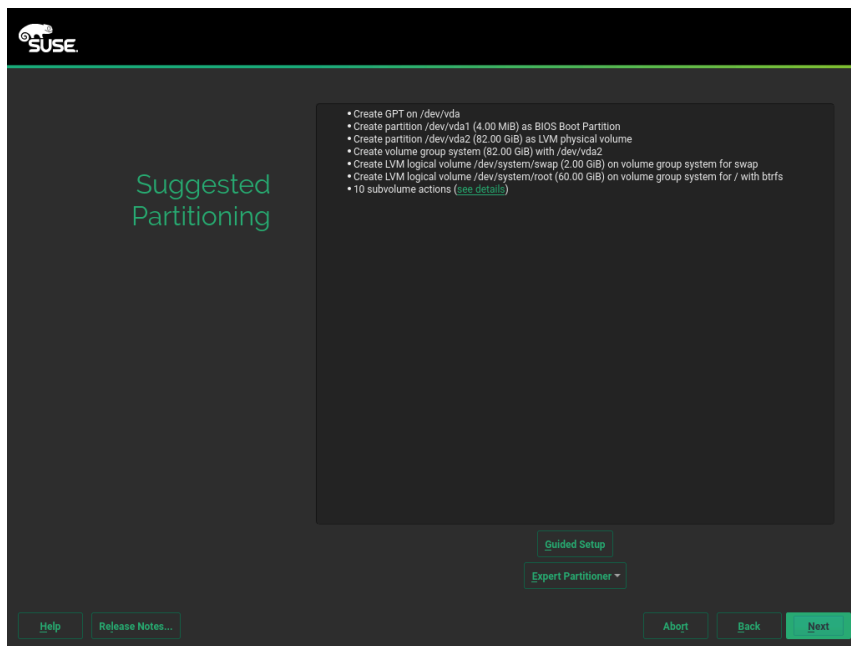 SUSE.
Suggested
Partitioning
• Create GPT on /dev/vda
• Create partition /dev/vda1 (4.00 MiB) as BIOS Boot Partition
• Create partition /dev/vda2 (82.00 GiB) as LVM physical volume
• Create volume group system (82.00 GiB) with /dev/vda2
• Create LVM logical volume /dev/system/swap (2.00 GiB) on volume group system for swap
• Create LVM logical volume /dev/system/root (60.00 GiB) on volume group system for / with btrfs
• 10 subvolume actions (see details)
Guided Setup
Expert Partitioner
Help Release Notes... Abort Back Next